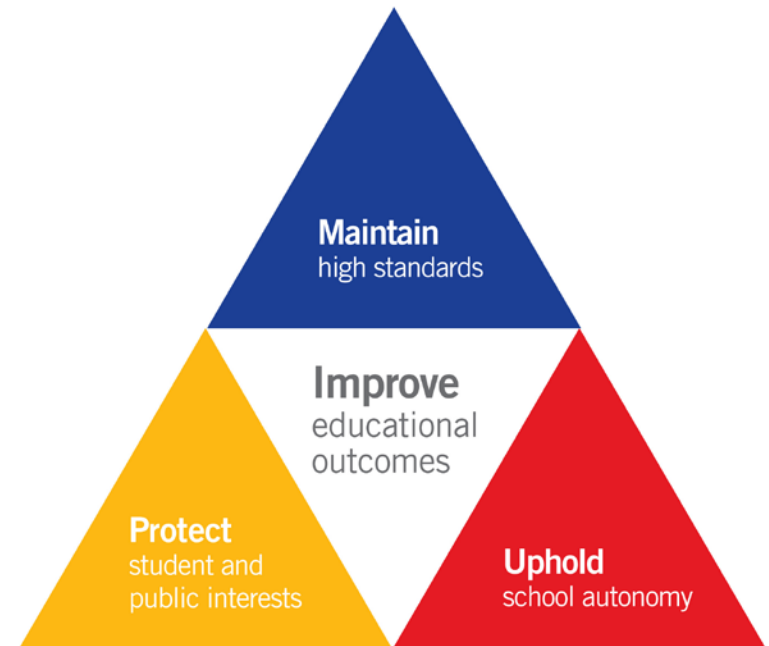 Maintain
high standards
Improve
educational
outcomes
Protect
student and
public interests
Uphold
school autonomy